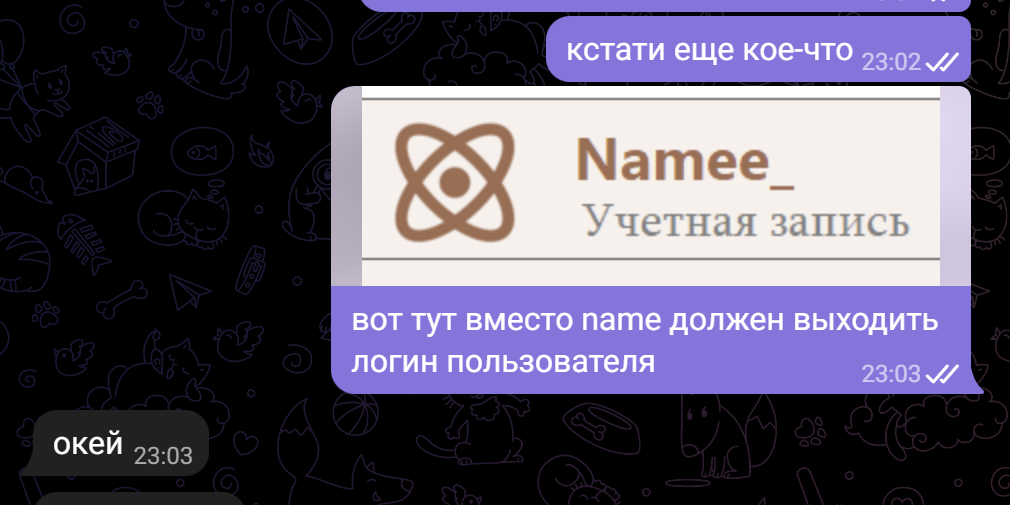 кстати еще кое-что 23:02
Namee_
Учетная запись
вот тут вместо name должен выходить
логин пользователя 23:03
окей 23:03